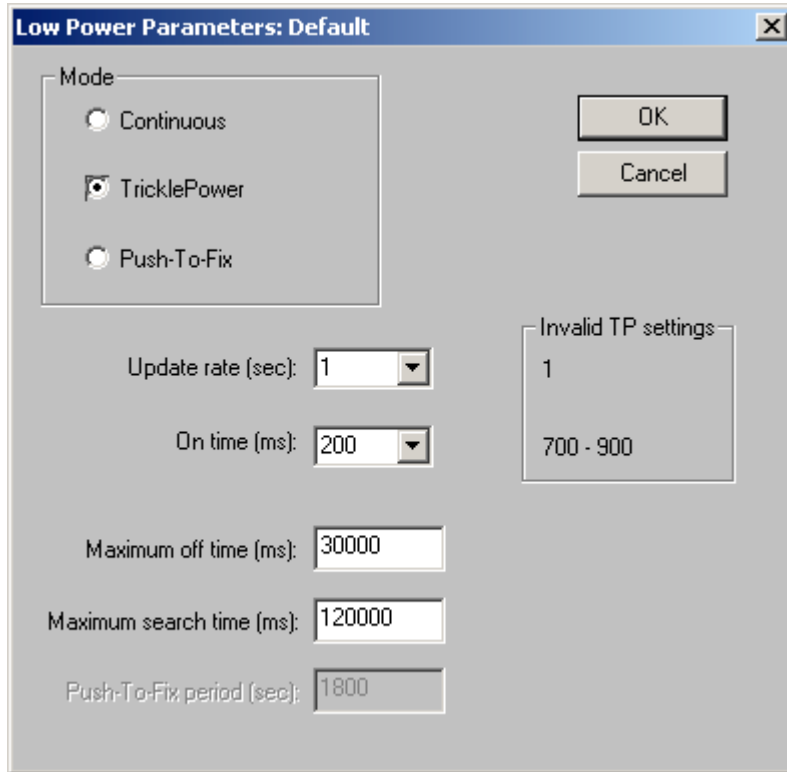 Low Power Parameters: Default
Mode
Continuous
TricklePower
Push-To-Fix
OK
Cancel
Invalid TP settings
1
700 - 900
Update rate (sec): 1
On time (ms): 200
Maximum off time (ms): 30000
Maximum search time (ms): 120000
Push-To-Fix period (sec): 1800